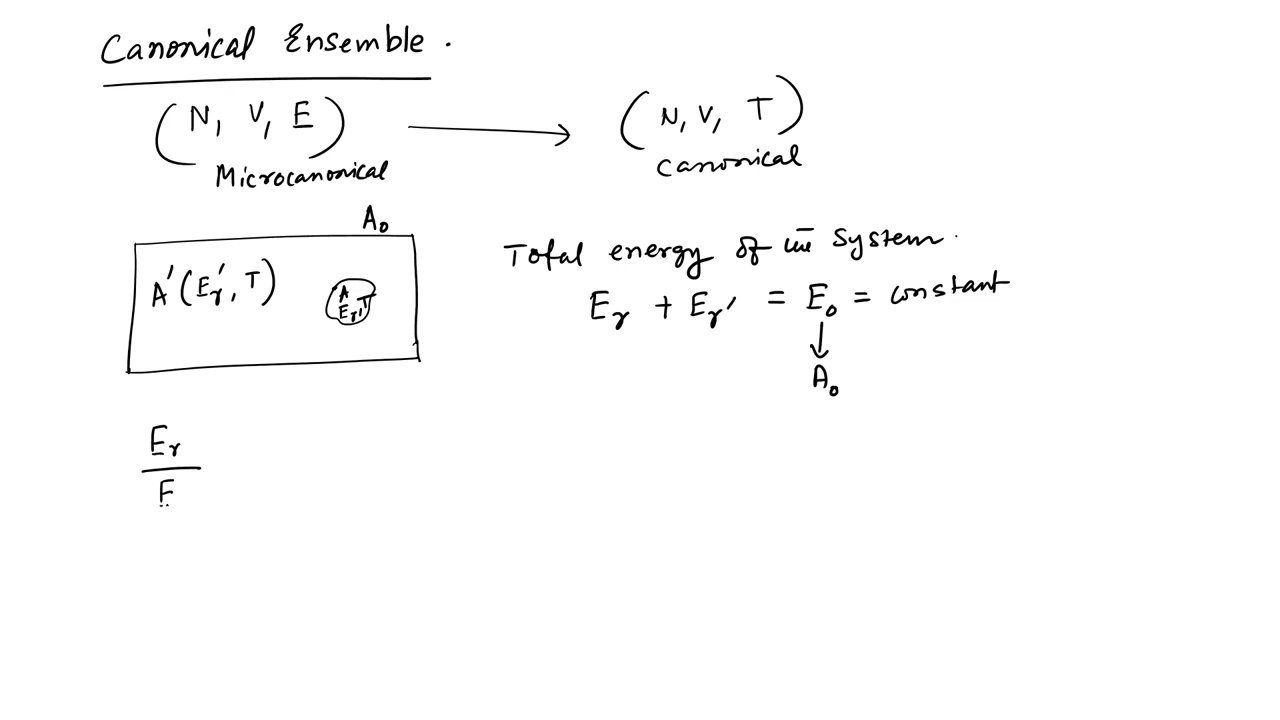 Canonical Ensemble .
(N, V, E) → (N, V, T)
Microcanonical canonical
A₀
A'(Eᵣ', T)
A
Eᵣ, T
Total energy of the system.
Eᵣ + Eᵣ' = E₀ = constant
↓
A₀
Eᵣ
E